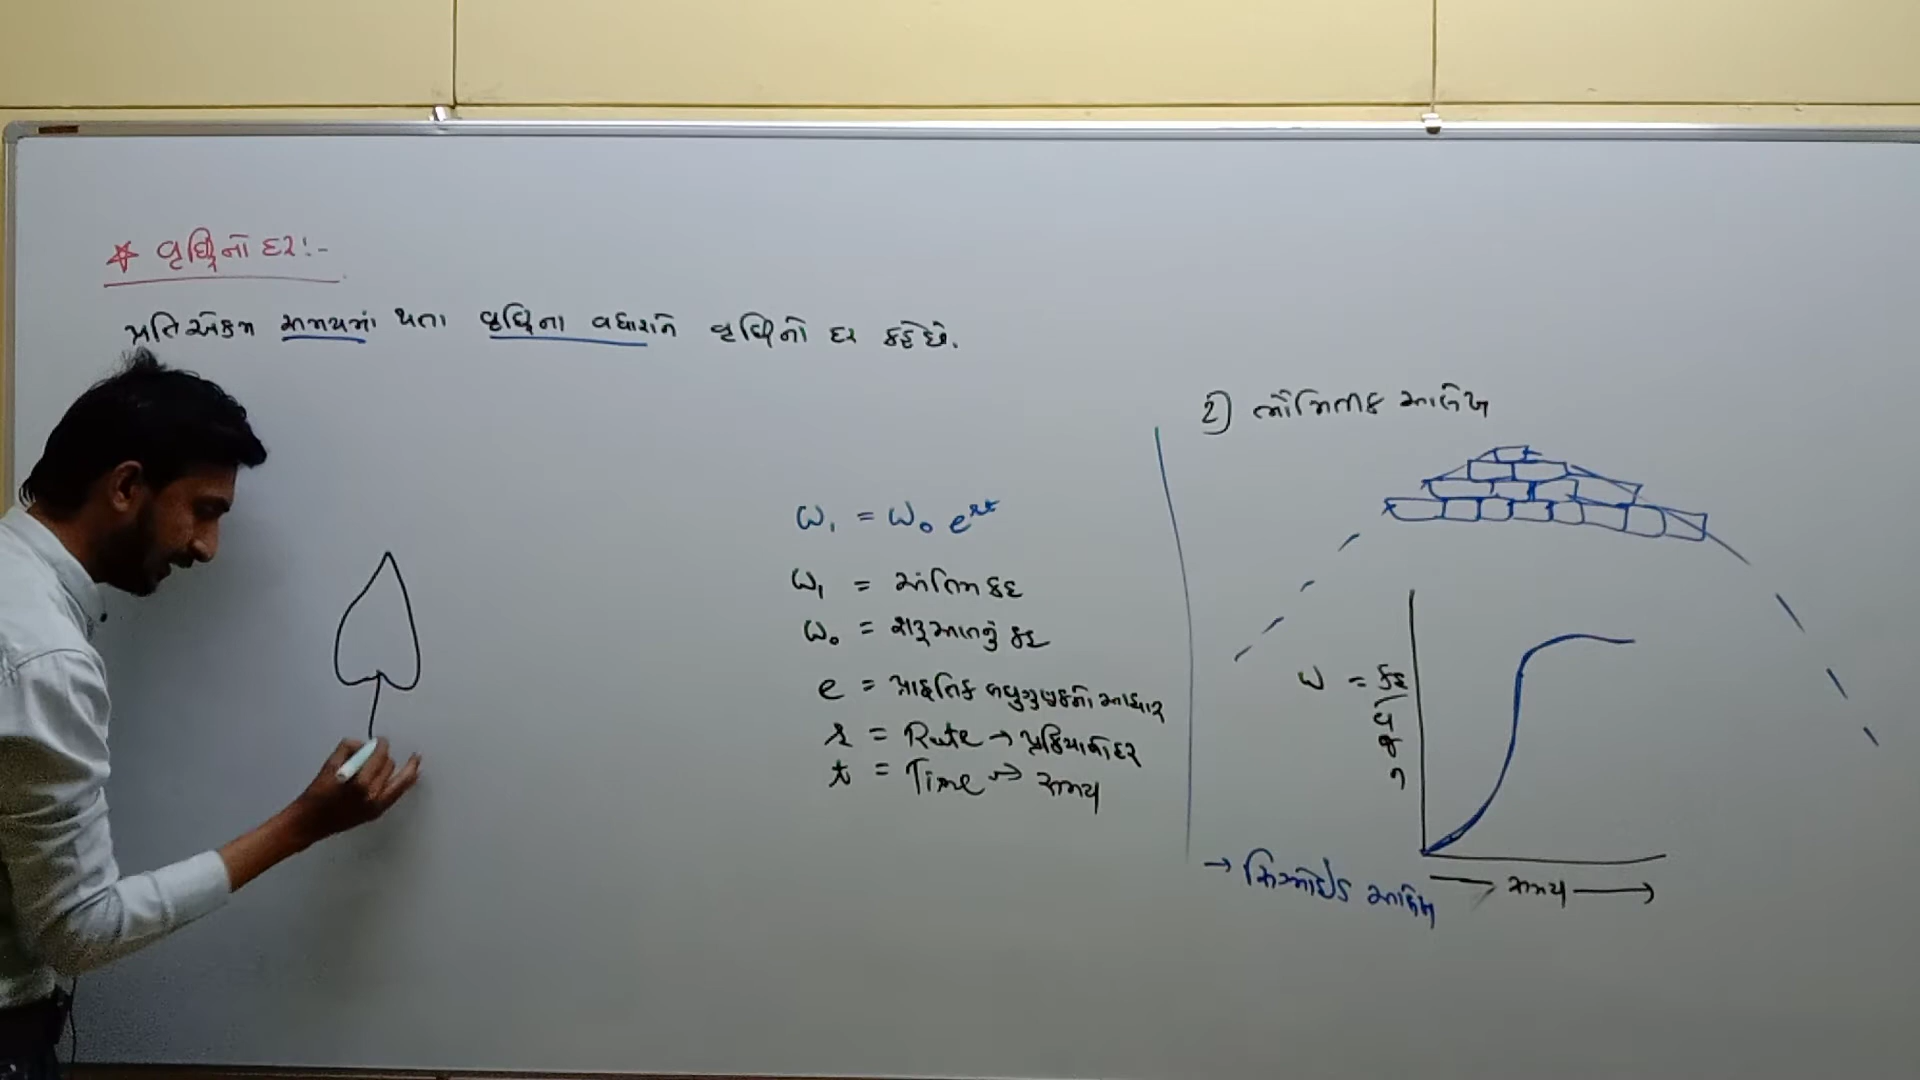 * વૃદ્ધિનો દર:-
પ્રતિ એકમ સમયમાં થતા વૃદ્ધિના વધારાને વૃદ્ધિનો દર કહે છે.
W₁ = W₀ e^rt
W₁ = અંતિમ કદ
W₀ = શરૂઆતનું કદ
e = પ્રાકૃતિક લઘુગુણકનો આધાર
r = Rate → પ્રક્રિયાનો દર
t = Time → સમય
2) ભૌમિતિક આલેખ
W = કદ
વજન
→ સિગ્મોઈડ આલેખ
સમય